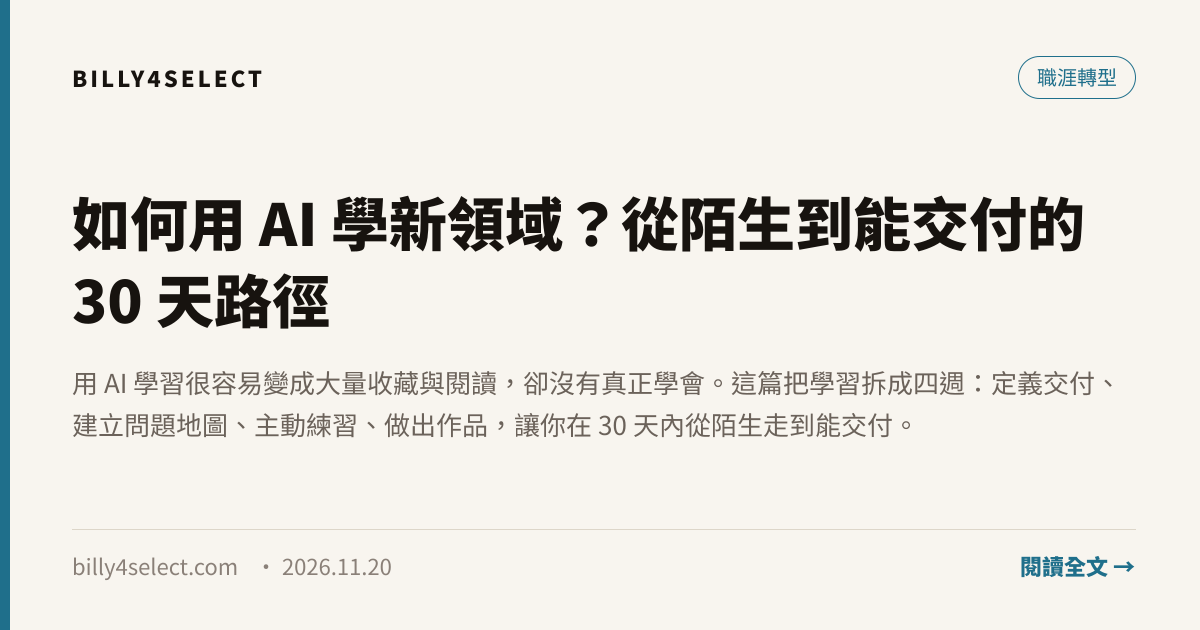 BILLY4SELECT
職涯轉型
如何用 AI 學新領域？從陌生到能交付的
30 天路徑
用 AI 學習很容易變成大量收藏與閱讀，卻沒有真正學會。這篇把學習拆成四週：定義交付、
建立問題地圖、主動練習、做出作品，讓你在 30 天內從陌生走到能交付。
billy4select.com ・ 2026.11.20
閱讀全文 →